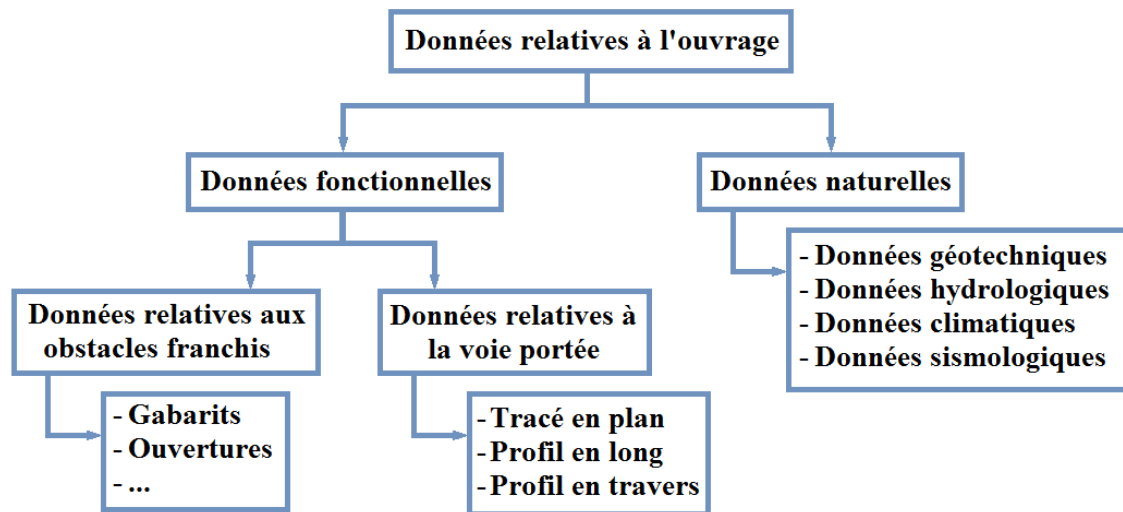 Données relatives à l'ouvrage
Données fonctionnelles
Données naturelles
- Données géotechniques
- Données hydrologiques
- Données climatiques
- Données sismologiques
Données relatives aux
obstacles franchis
Données relatives à
la voie portée
- Gabarits
- Ouvertures
- ...
- Tracé en plan
- Profil en long
- Profil en travers